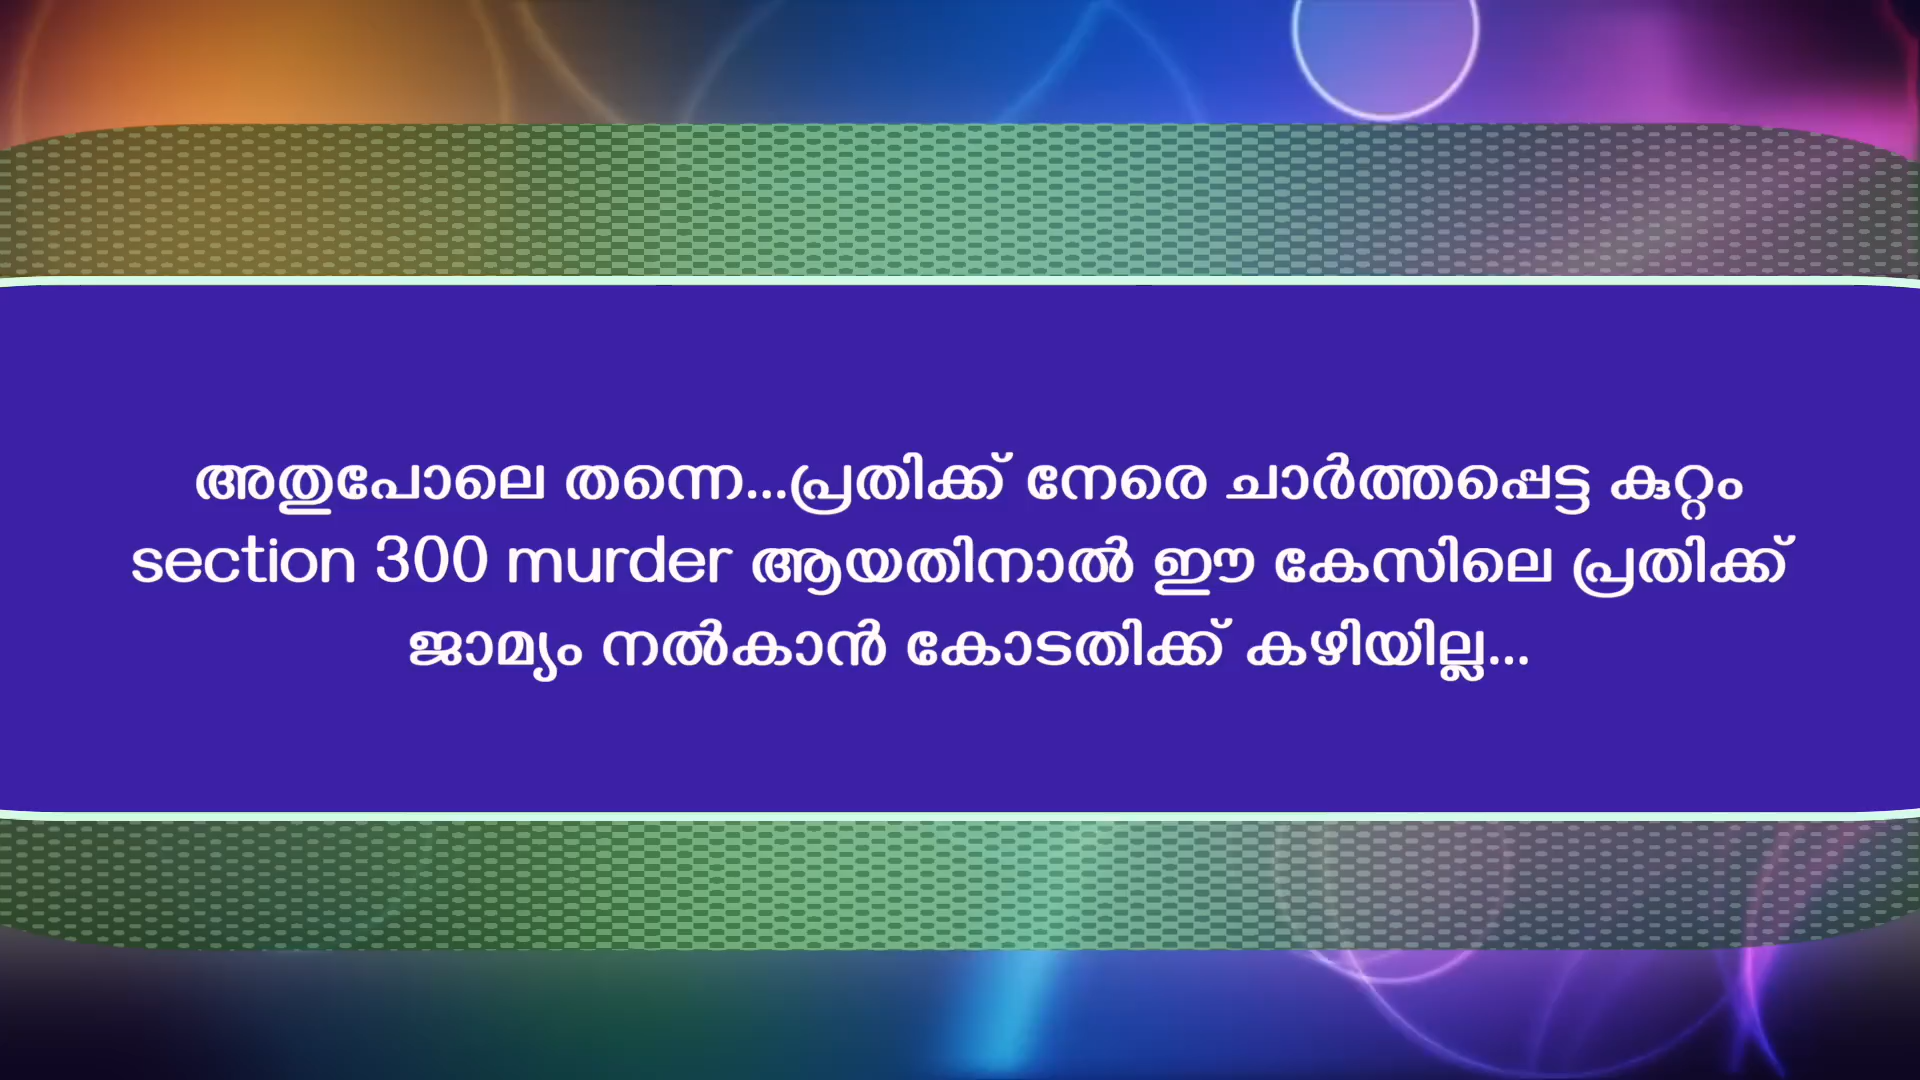 അതുപോലെ തന്നെ...പ്രതിക്ക് നേരെ ചാർത്തപ്പെട്ട കുറ്റം
section 300 murder ആയതിനാൽ ഈ കേസിലെ പ്രതിക്ക്
ജാമ്യം നൽകാൻ കോടതിക്ക് കഴിയില്ല...